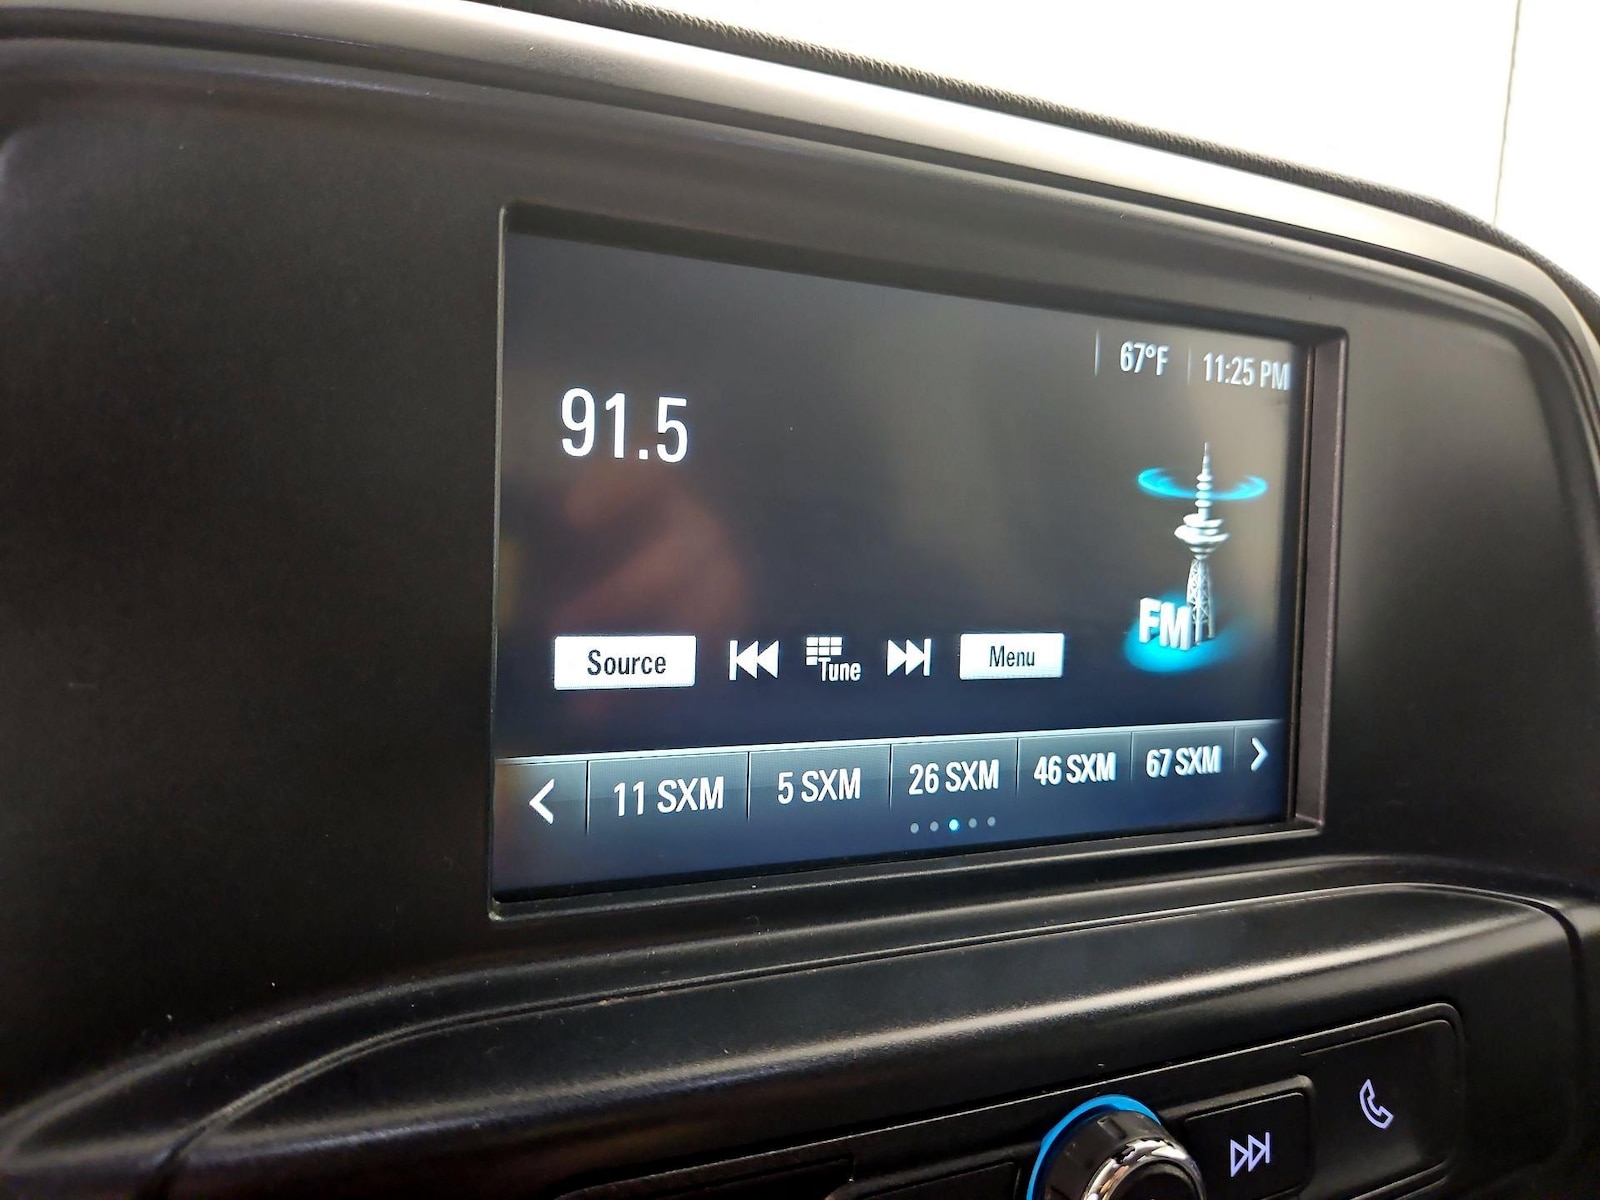 67°F 11:25 PM
91.5
FM
Source Tune Menu
11 SXM 5 SXM 26 SXM 46 SXM 67 SXM